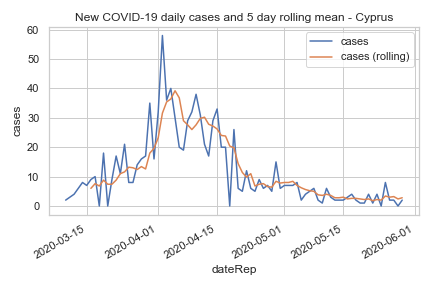 New COVID-19 daily cases and 5 day rolling mean - Cyprus
cases
cases (rolling)
60
50
40
30
20
10
0
cases
2020-03-15
2020-04-01
2020-04-15
2020-05-01
2020-05-15
2020-06-01
dateRep